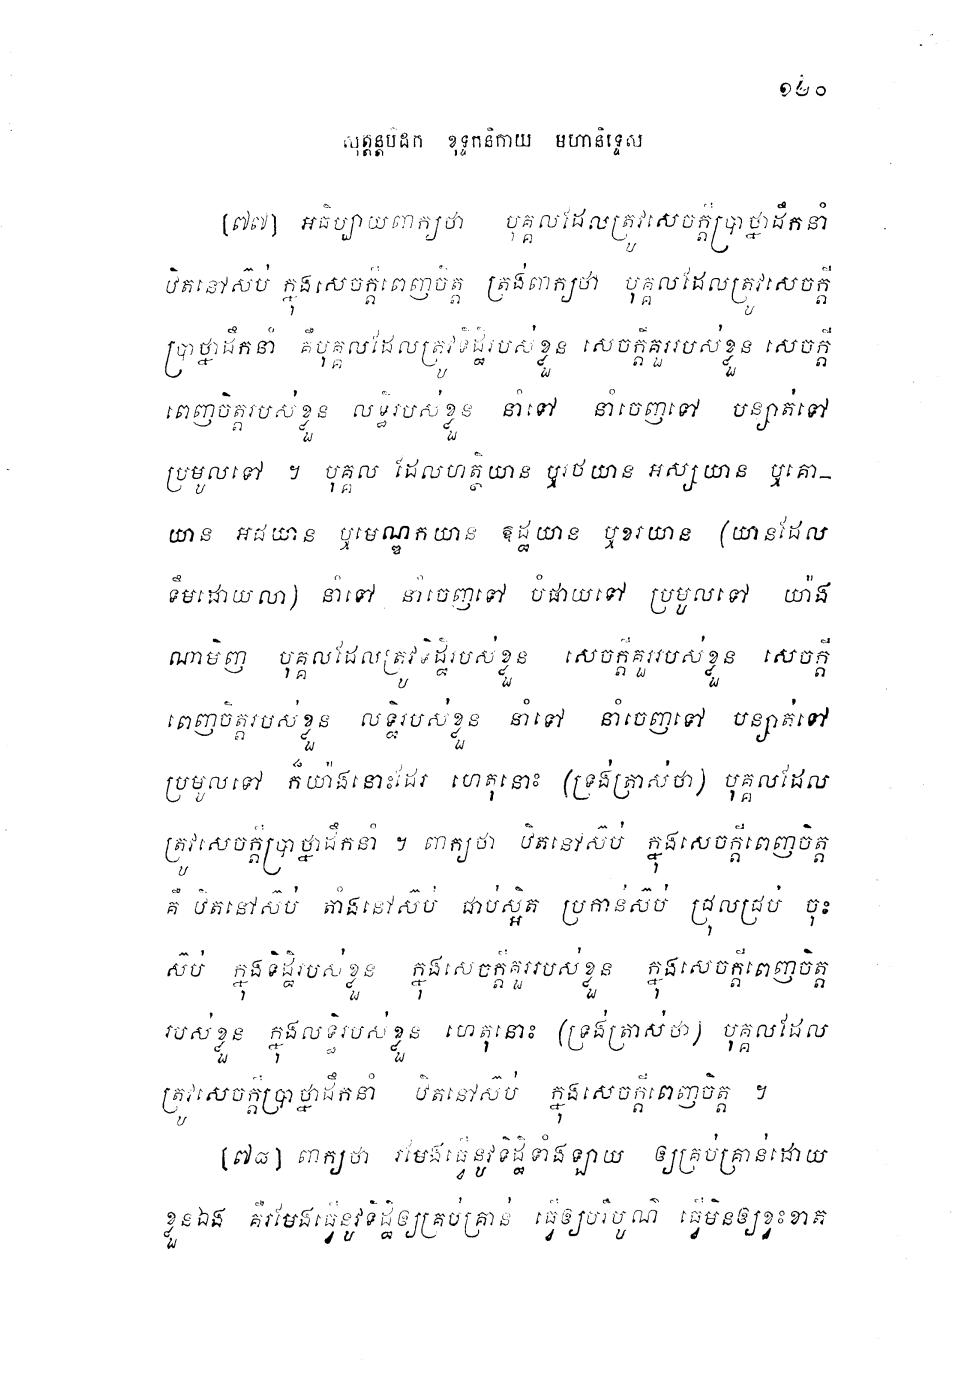 ១៤០
សុត្តន្តបិដក ខុទ្ទកនិកាយ មហានិទ្ទេស
(៧៧) អធិប្បាយពាក្យថា បុគ្គលដែលត្រូវសេចក្តីប្រាថ្នាដឹកនាំ
ឋិតនៅស៊ប់ ក្នុងសេចក្តីពេញចិត្ត ត្រង់ពាក្យថា បុគ្គលដែលត្រូវសេចក្តី
ប្រាថ្នាដឹកនាំ គឺបុគ្គលដែលត្រូវទិដ្ឋិរបស់ខ្លួន សេចក្តីគួររបស់ខ្លួន សេចក្តី
ពេញចិត្តរបស់ខ្លួន លទ្ធិរបស់ខ្លួន នាំទៅ នាំចេញទៅ បន្សាត់ទៅ
ប្រមូលទៅ ។ បុគ្គល ដែលហត្ថិយាន ឬរថយាន អស្សយាន ឬគោ-
យាន អជយាន ឬមេណ្ឌកយាន ឱដ្ឋយាន ឬខរយាន (យានដែល
ទឹមដោយលា) នាំទៅ នាំចេញទៅ បំផាយទៅ ប្រមូលទៅ យ៉ាង
ណាមិញ បុគ្គលដែលត្រូវទិដ្ឋិរបស់ខ្លួន សេចក្តីគួររបស់ខ្លួន សេចក្តី
ពេញចិត្តរបស់ខ្លួន លទ្ធិរបស់ខ្លួន នាំទៅ នាំចេញទៅ បន្សាត់ទៅ
ប្រមូលទៅ ក៏យ៉ាងនោះដែរ ហេតុនោះ (ទ្រង់ត្រាស់ថា) បុគ្គលដែល
ត្រូវសេចក្តីប្រាថ្នាដឹកនាំ ។ ពាក្យថា ឋិតនៅស៊ប់ ក្នុងសេចក្តីពេញចិត្ត
គឺ ឋិតនៅស៊ប់ តាំងនៅស៊ប់ ជាប់ស្អិត ប្រកាន់ស៊ប់ ជ្រុលជ្រប់ ចុះ
ស៊ប់ ក្នុងទិដ្ឋិរបស់ខ្លួន ក្នុងសេចក្តីគួររបស់ខ្លួន ក្នុងសេចក្តីពេញចិត្ត
របស់ខ្លួន ក្នុងលទ្ធិរបស់ខ្លួន ហេតុនោះ (ទ្រង់ត្រាស់ថា) បុគ្គលដែល
ត្រូវសេចក្តីប្រាថ្នាដឹកនាំ ឋិតនៅស៊ប់ ក្នុងសេចក្តីពេញចិត្ត ។
(៧៨) ពាក្យថា រមែងធ្វើនូវទិដ្ឋិទាំងឡាយ ឲ្យគ្រប់គ្រាន់ដោយ
ខ្លួនឯង គឺរមែងធ្វើនូវទិដ្ឋិឲ្យគ្រប់គ្រាន់ ធ្វើឲ្យបរិបូណ៌ ធ្វើមិនឲ្យខ្វះខាត